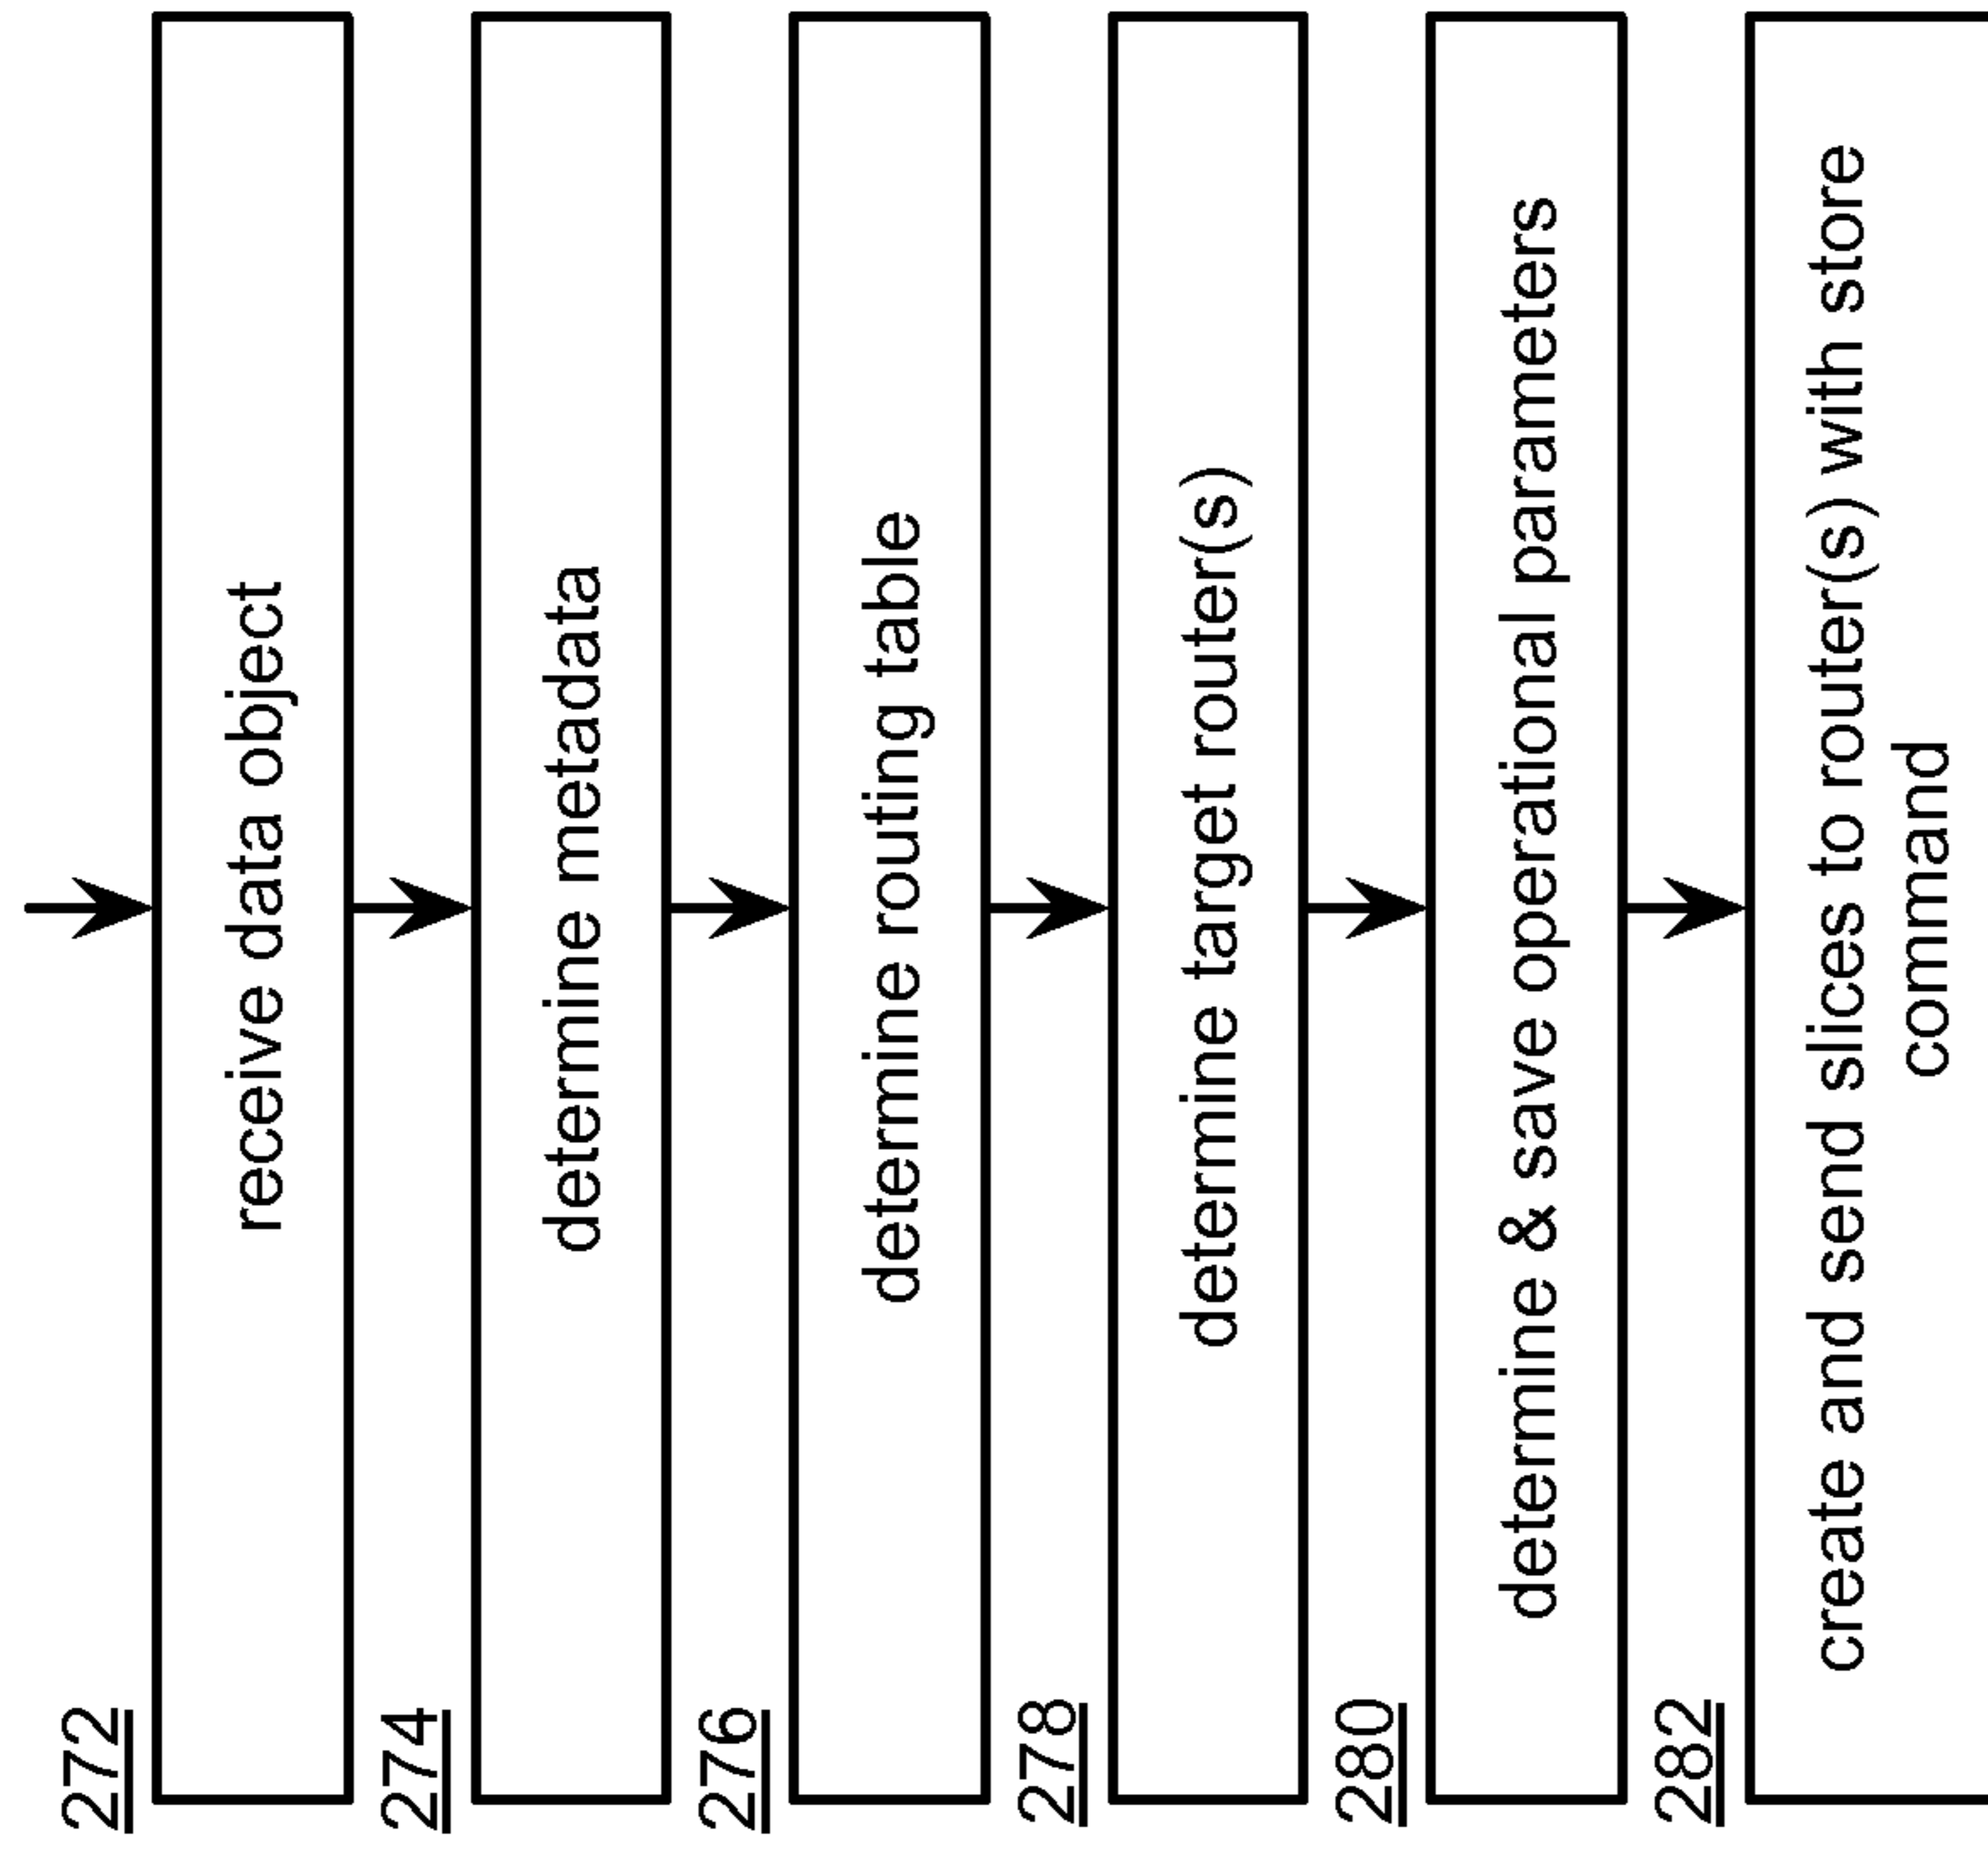 272
receive data object
274
determine metadata
276
determine routing table
278
determine target router(s)
280
determine & save operational parameters
282
create and send slices to router(s) with store
command